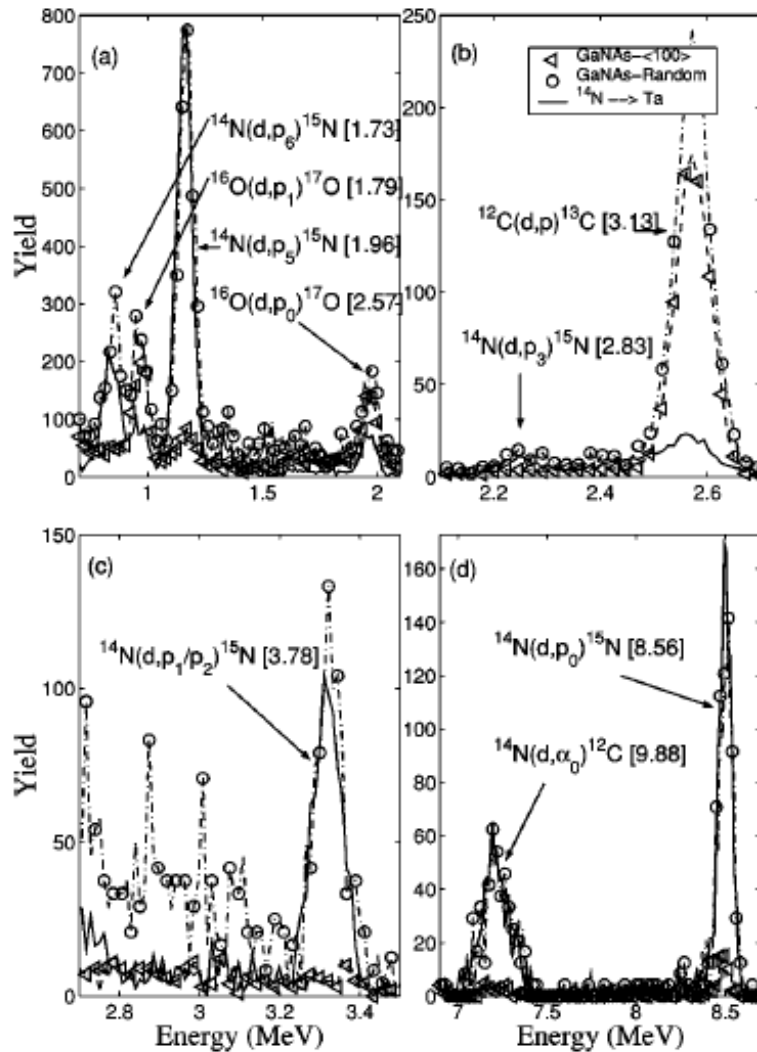 (a)
800
700
600
500
400
300
200
100
0
Yield
¹⁴N(d,p₆)¹⁵N [1.73]
¹⁶O(d,p₁)¹⁷O [1.79]
¹⁴N(d,p₅)¹⁵N [1.96]
¹⁶O(d,p₀)¹⁷O [2.57]
1
1.5
2
(b)
250
200
150
100
50
0
GaNAs-<100>
GaNAs-Random
¹⁴N --> Ta
¹²C(d,p)¹³C [3.13]
¹⁴N(d,p₃)¹⁵N [2.83]
2.2
2.4
2.6
(c)
150
100
50
0
Yield
¹⁴N(d,p₁/p₂)¹⁵N [3.78]
2.8
3
3.2
3.4
Energy (MeV)
(d)
160
140
120
100
80
60
40
20
0
¹⁴N(d,p₀)¹⁵N [8.56]
¹⁴N(d,α₀)¹²C [9.88]
7
7.5
8
8.5
Energy (MeV)